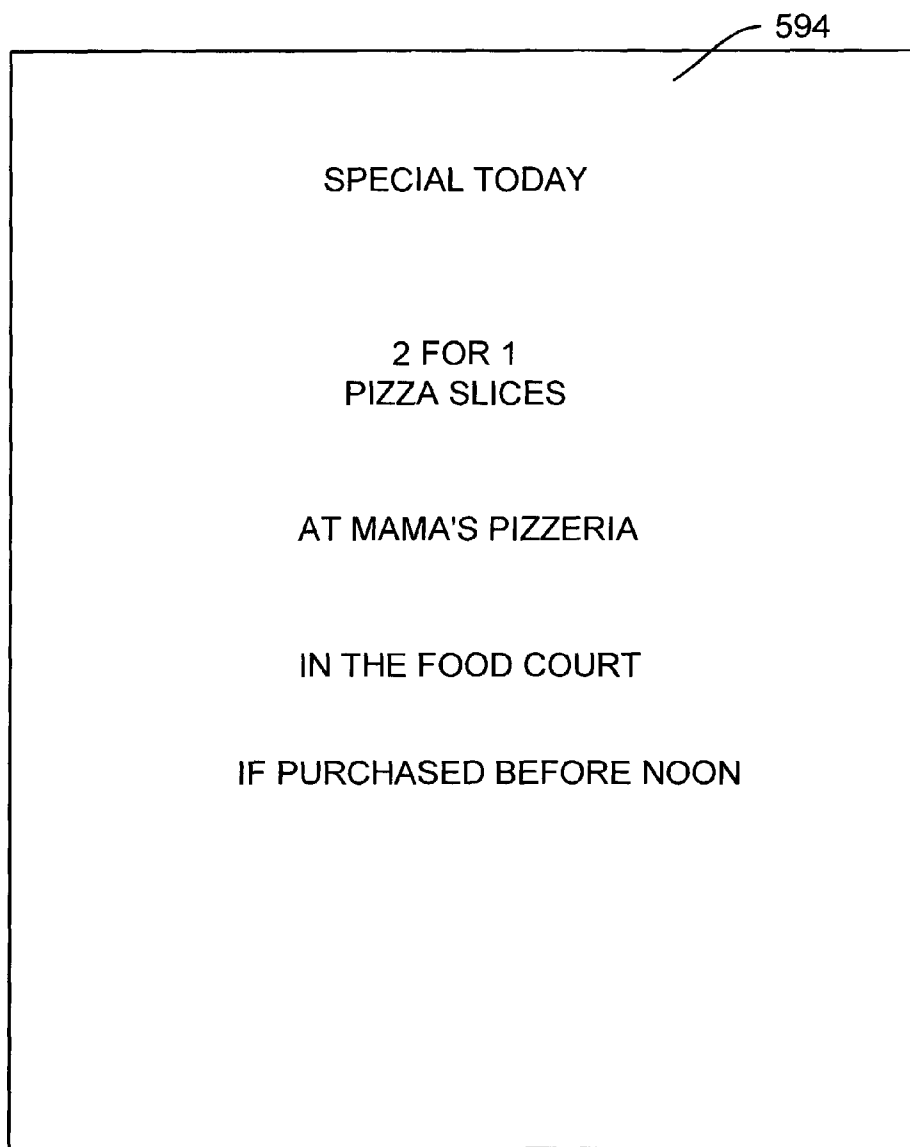 594
SPECIAL TODAY
2 FOR 1
PIZZA SLICES
AT MAMA'S PIZZERIA
IN THE FOOD COURT
IF PURCHASED BEFORE NOON